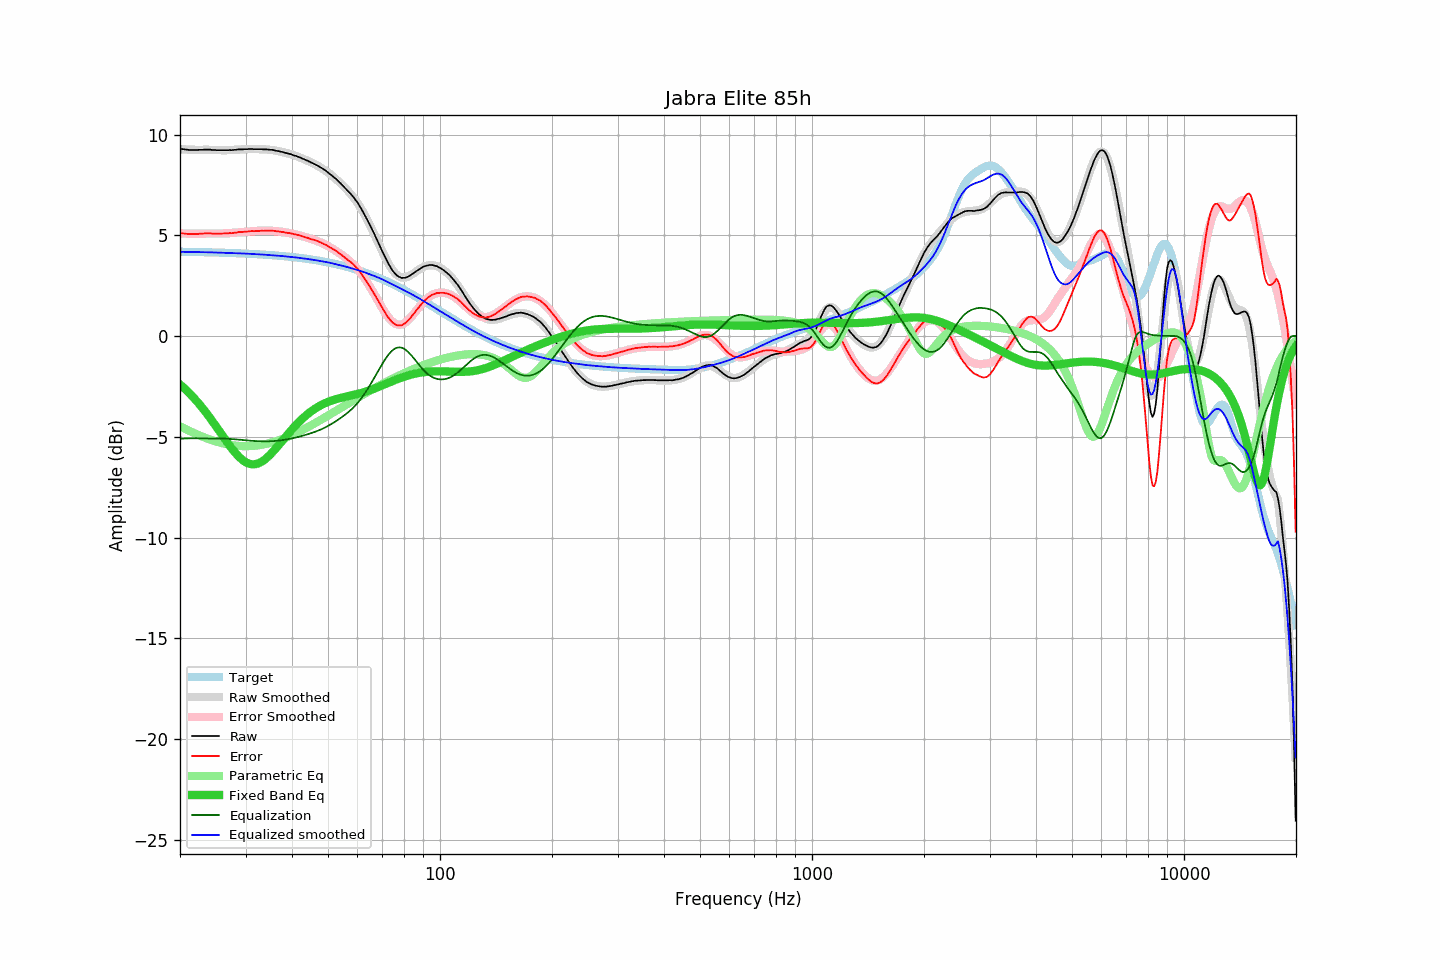 Jabra Elite 85h
10
5
0
−5
−10
−15
−20
−25
Amplitude (dBr)
Target
Raw Smoothed
Error Smoothed
Raw
Error
Parametric Eq
Fixed Band Eq
Equalization
Equalized smoothed
100
1000
10000
Frequency (Hz)